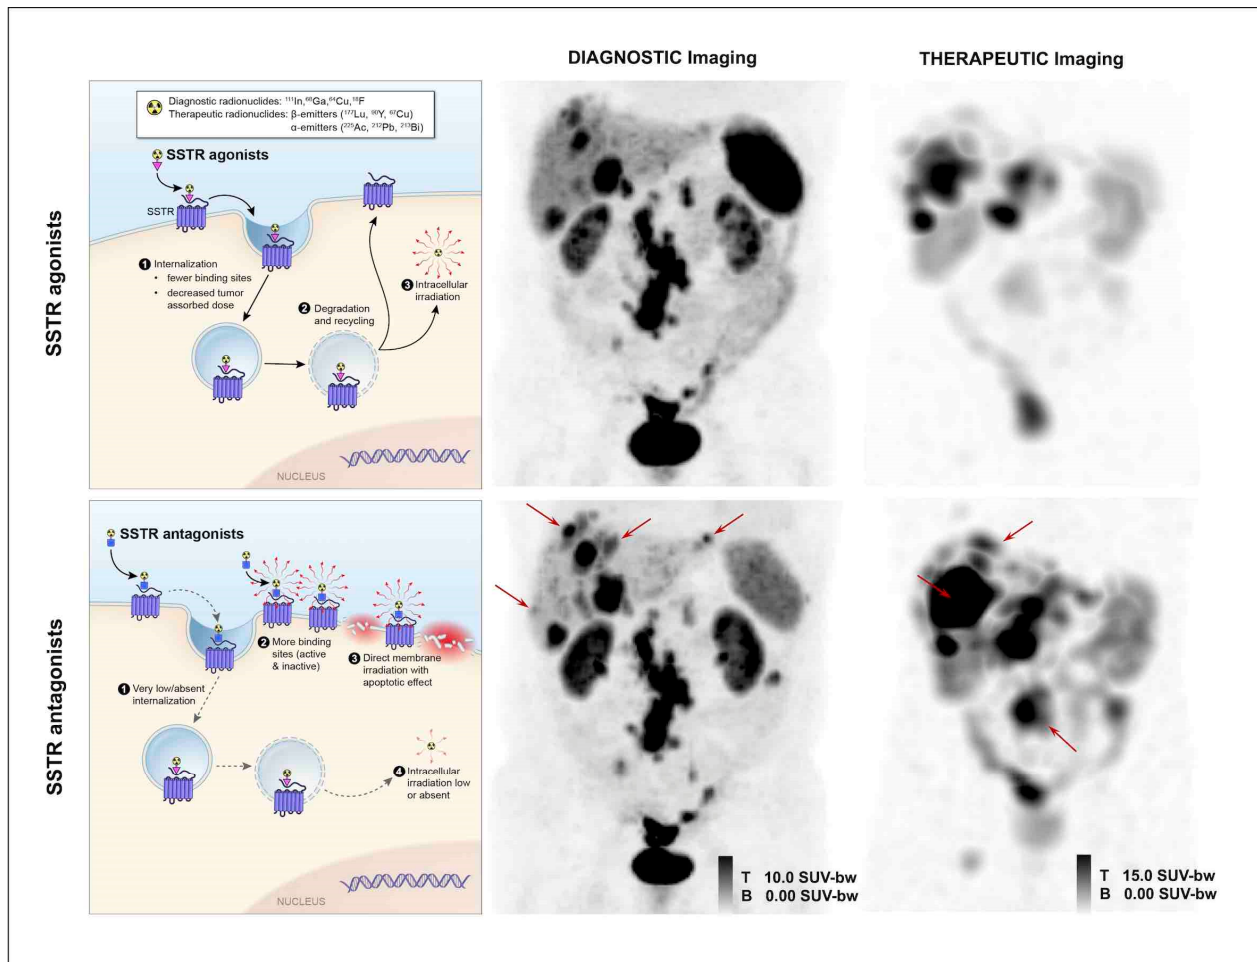 DIAGNOSTIC Imaging
THERAPEUTIC Imaging
SSTR agonists
Diagnostic radionuclides: ¹¹¹In,⁶⁸Ga,⁶⁴Cu,¹⁸F
Therapeutic radionuclides: β-emitters (¹⁷⁷Lu, ⁹⁰Y, ⁶⁷Cu)
α-emitters (²²⁵Ac, ²¹²Pb, ²¹³Bi)
SSTR agonists
SSTR
1 Internalization
• fewer binding sites
• decreased tumor
assorbed dose
2 Degradation
and recycling
3 Intracellular
irradiation
NUCLEUS
SSTR antagonists
SSTR antagonists
1 Very low/absent
internalization
2 More binding
sites (active
& inactive)
3 Direct membrane
irradiation with
apoptotic effect
4 Intracellular
irradiation low
or absent
NUCLEUS
T 10.0 SUV-bw
B 0.00 SUV-bw
T 15.0 SUV-bw
B 0.00 SUV-bw